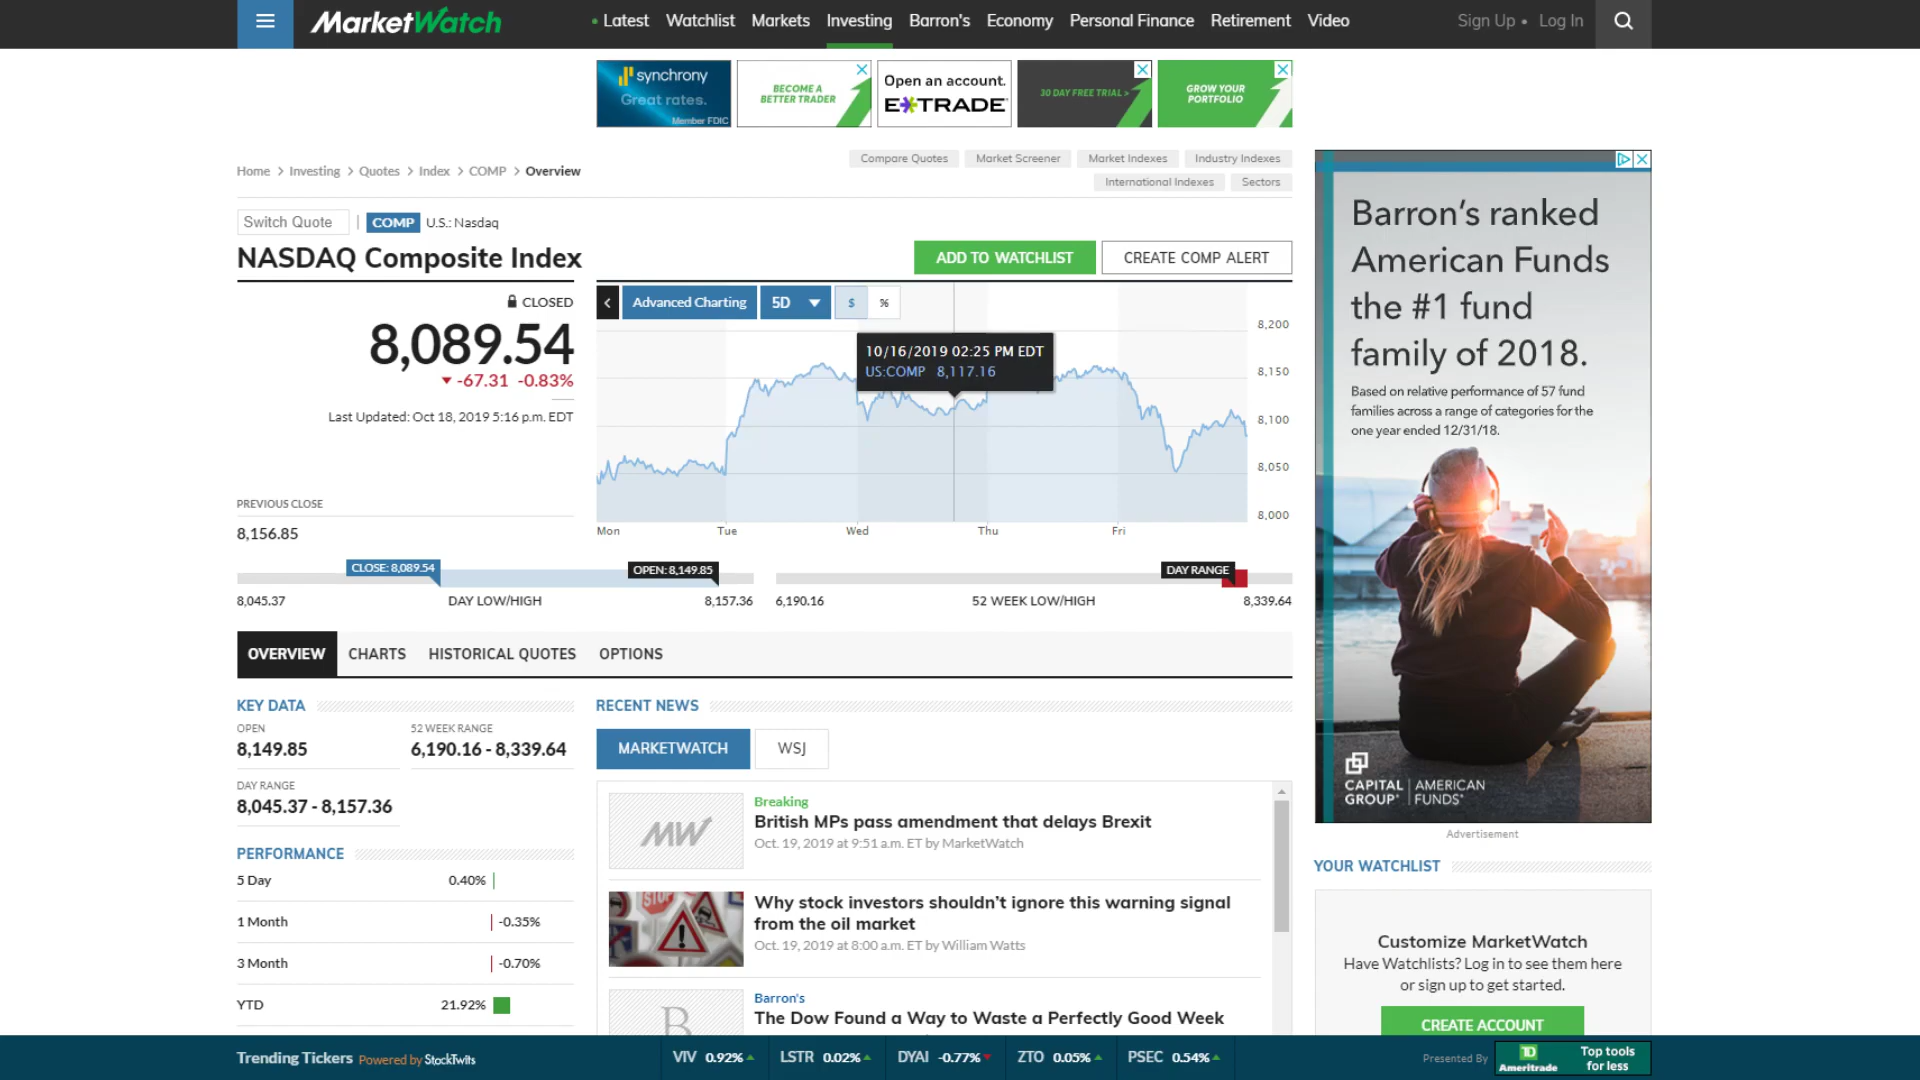 MarketWatch
Latest Watchlist Markets Investing Barron's Economy Personal Finance Retirement Video
Sign Up • Log In
synchrony
Great rates.
Member FDIC
BECOME A
BETTER TRADER
Open an account.
E*TRADE
30 DAY FREE TRIAL >
GROW YOUR
PORTFOLIO
Home > Investing > Quotes > Index > COMP > Overview
Compare Quotes Market Screener Market Indexes Industry Indexes
International Indexes Sectors
Switch Quote | COMP U.S.: Nasdaq
NASDAQ Composite Index
ADD TO WATCHLIST CREATE COMP ALERT
CLOSED
8,089.54
-67.31 -0.83%
Last Updated: Oct 18, 2019 5:16 p.m. EDT
PREVIOUS CLOSE
8,156.85
Advanced Charting 5D $ %
10/16/2019 02:25 PM EDT
US:COMP 8,117.16
8,200
8,150
8,100
8,050
8,000
Mon Tue Wed Thu Fri
CLOSE: 8,089.54 OPEN: 8,149.85
8,045.37 DAY LOW/HIGH 8,157.36
DAY RANGE
6,190.16 52 WEEK LOW/HIGH 8,339.64
OVERVIEW CHARTS HISTORICAL QUOTES OPTIONS
KEY DATA
OPEN
8,149.85
52 WEEK RANGE
6,190.16 - 8,339.64
DAY RANGE
8,045.37 - 8,157.36
PERFORMANCE
5 Day 0.40%
1 Month -0.35%
3 Month -0.70%
YTD 21.92%
RECENT NEWS
MARKETWATCH WSJ
MW
Breaking
British MPs pass amendment that delays Brexit
Oct. 19, 2019 at 9:51 a.m. ET by MarketWatch
STOP
Why stock investors shouldn't ignore this warning signal
from the oil market
Oct. 19, 2019 at 8:00 a.m. ET by William Watts
B
Barron's
The Dow Found a Way to Waste a Perfectly Good Week
Barron's ranked
American Funds
the #1 fund
family of 2018.
Based on relative performance of 57 fund
families across a range of categories for the
one year ended 12/31/18.
CAPITAL GROUP® | AMERICAN FUNDS®
Advertisement
YOUR WATCHLIST
Customize MarketWatch
Have Watchlists? Log in to see them here
or sign up to get started.
CREATE ACCOUNT
Trending Tickers Powered by StockTwits
VIV 0.92% LSTR 0.02% DYAI -0.77% ZTO 0.05% PSEC 0.54%
Presented By
TD Ameritrade
Top tools
for less